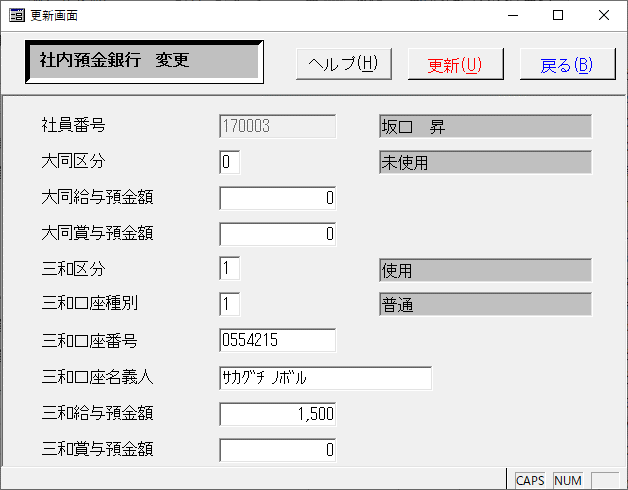 更新画面
社内預金銀行　変更
ヘルプ(H)
更新(U)
戻る(B)
社員番号 170003 坂口　昇
大同区分 0 未使用
大同給与預金額 0
大同賞与預金額 0
三和区分 1 使用
三和口座種別 1 普通
三和口座番号 0554215
三和口座名義人 ｻｶｸﾞﾁ ﾉﾎﾞﾙ
三和給与預金額 1,500
三和賞与預金額 0
CAPS NUM